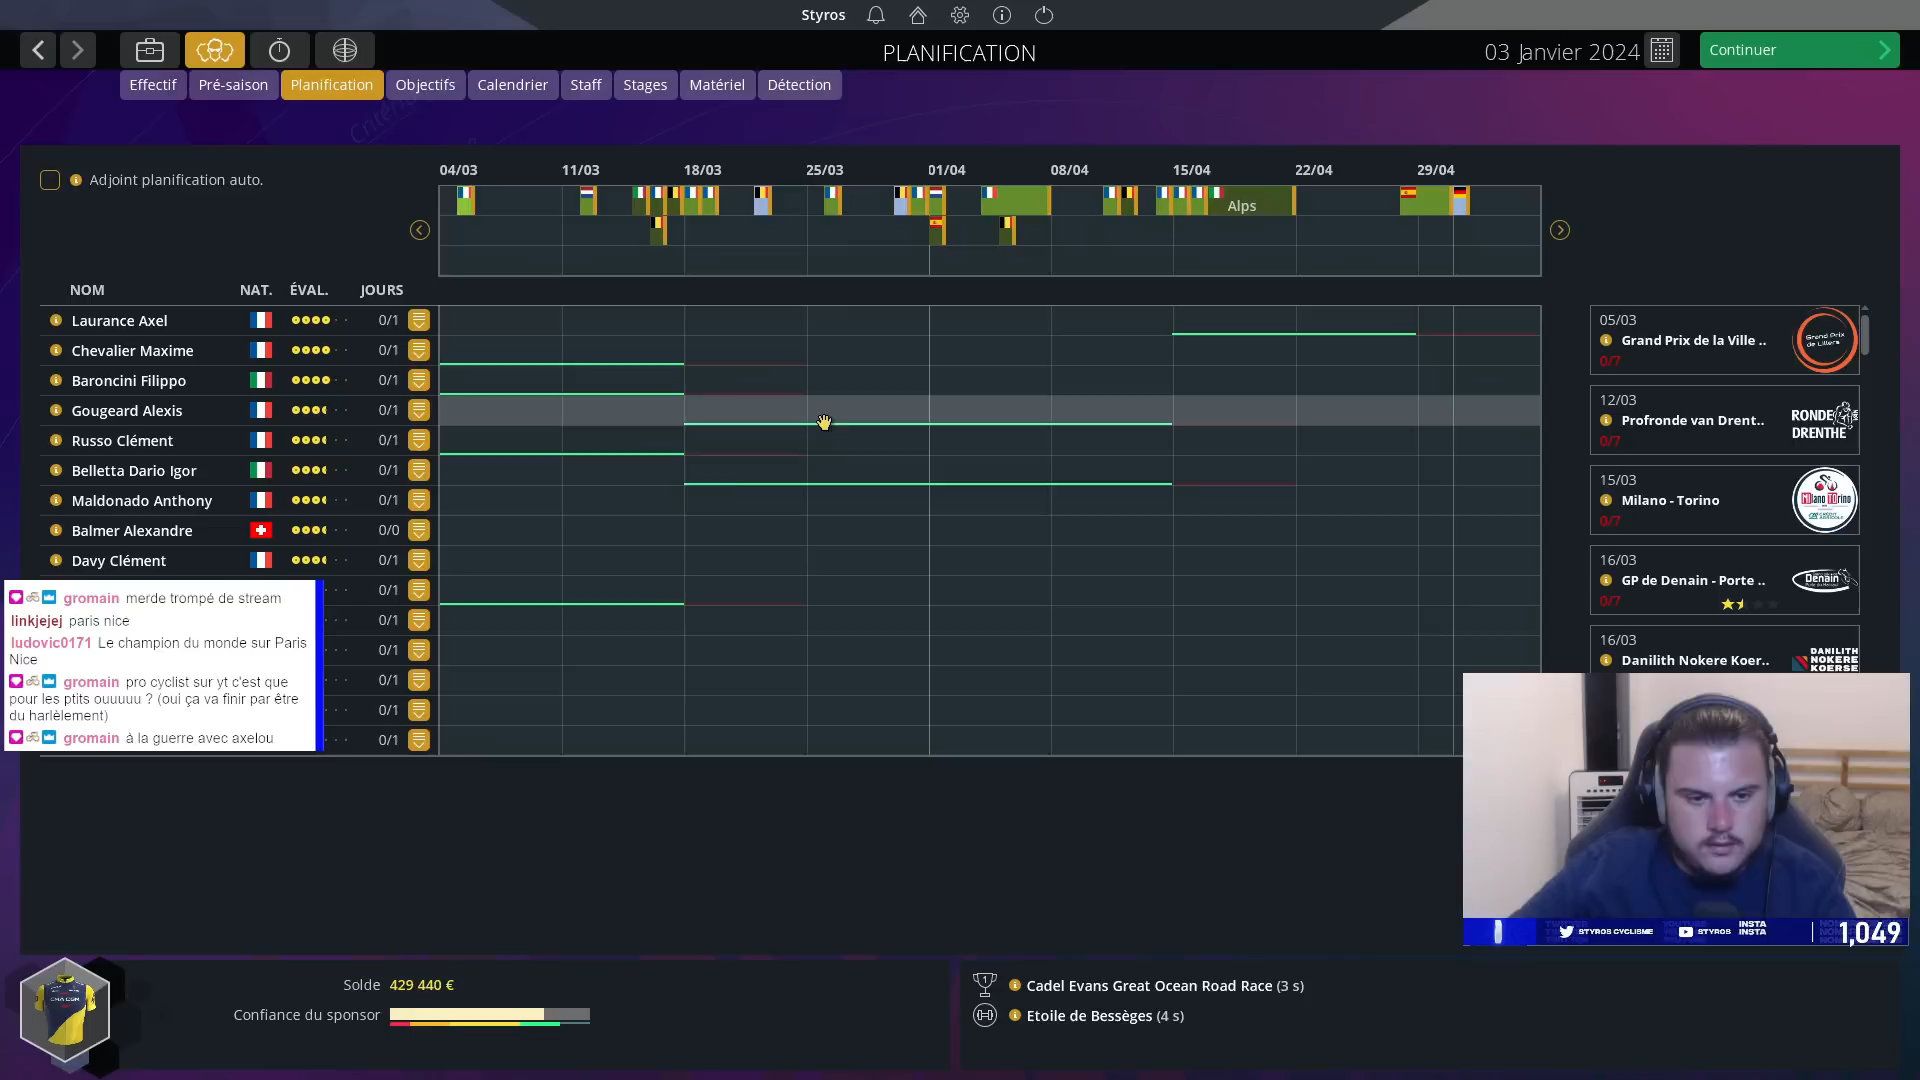 Styros
PLANIFICATION
03 Janvier 2024
Continuer
Effectif
Pré-saison
Planification
Objectifs
Calendrier
Staff
Stages
Matériel
Détection
Adjoint planification auto.
04/03
11/03
18/03
25/03
01/04
08/04
15/04
22/04
29/04
Alps
NOM
NAT.
ÉVAL.
JOURS
Laurance Axel 0/1
Chevalier Maxime 0/1
Baroncini Filippo 0/1
Gougeard Alexis 0/1
Russo Clément 0/1
Belletta Dario Igor 0/1
Maldonado Anthony 0/1
Balmer Alexandre 0/0
Davy Clément 0/1
0/1
0/1
0/1
0/1
0/1
0/1
gromain merde trompé de stream
linkjejej paris nice
ludovic0171 Le champion du monde sur Paris
Nice
gromain pro cyclist sur yt c'est que
pour les ptits ouuuuu ? (oui ça va finir par être
du harlèlement)
gromain à la guerre avec axelou
05/03
Grand Prix de la Ville ..
0/7
Grand Prix
de Lillers
12/03
Profronde van Drent..
0/7
RONDE
DRENTHE
15/03
Milano - Torino
0/7
16/03
GP de Denain - Porte ..
0/7
Denain
16/03
Danilith Nokere Koer..
DANILITH
NOKERE
KOERSE
STYROS CYCLISME
STYROS
INSTA
INSTA
1,049
Solde 429 440 €
Confiance du sponsor
CMA CGM
Cadel Evans Great Ocean Road Race (3 s)
Etoile de Bessèges (4 s)